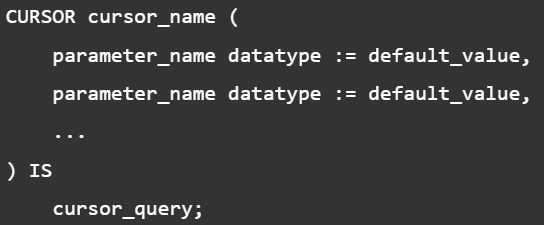 CURSOR cursor_name (
    parameter_name datatype := default_value,
    parameter_name datatype := default_value,
    ...
) IS
    cursor_query;